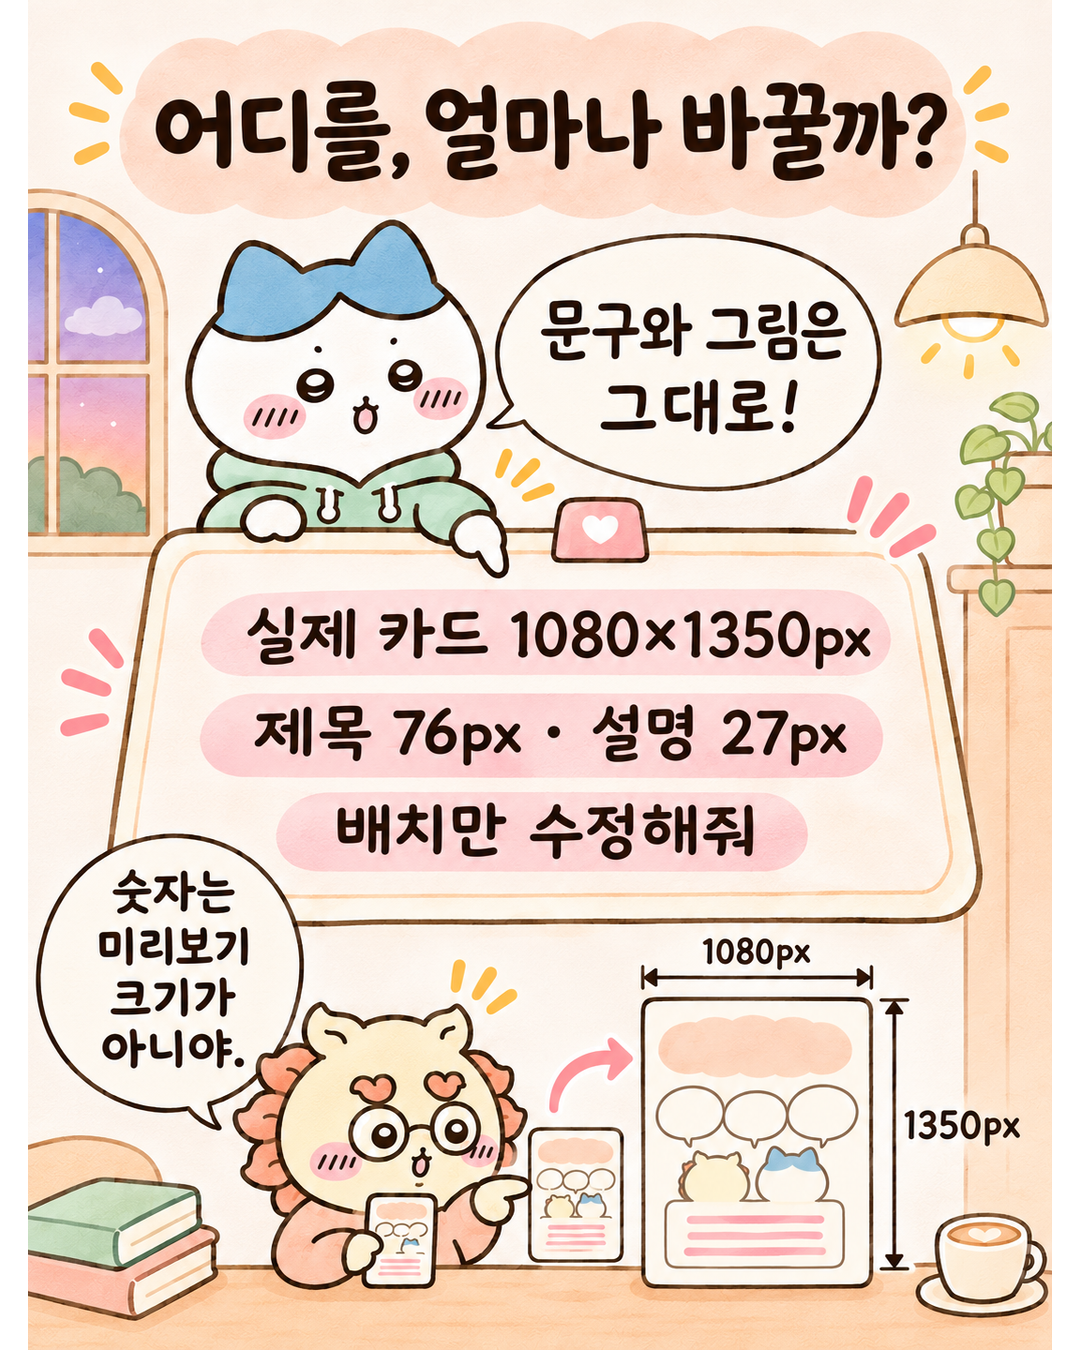 어디를, 얼마나 바꿀까?
문구와 그림은
그대로!
실제 카드 1080×1350px
제목 76px · 설명 27px
배치만 수정해줘
숫자는
미리보기
크기가
아니야.
1080px
1350px